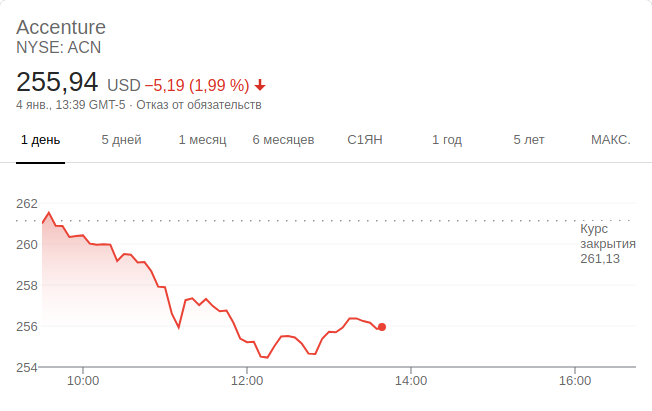 Accenture
NYSE: ACN
255,94 USD −5,19 (1,99 %)
4 янв., 13:39 GMT-5 · Отказ от обязательств
1 день 5 дней 1 месяц 6 месяцев С1ЯН 1 год 5 лет МАКС.
262
Курс
закрытия
261,13
260
258
256
254
10:00 12:00 14:00 16:00